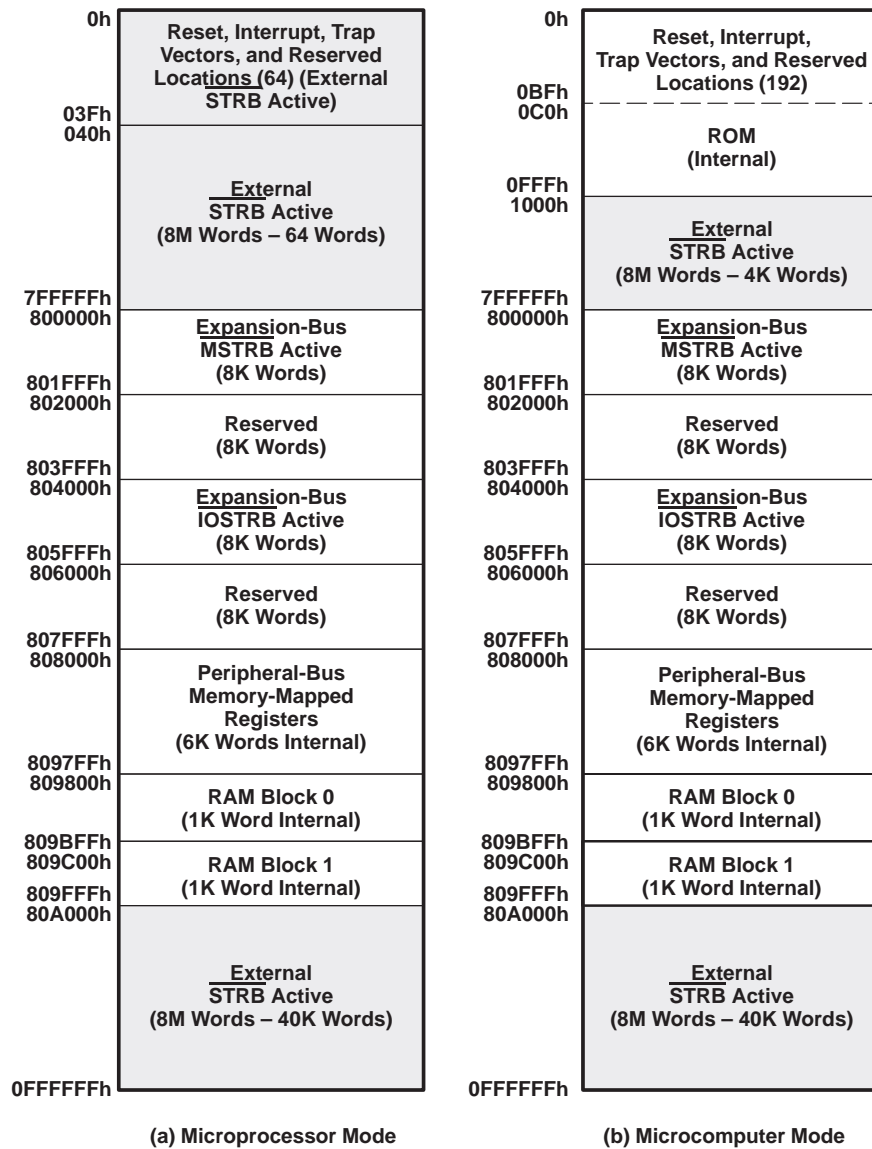 0h
Reset, Interrupt, Trap
Vectors, and Reserved
Locations (64) (External
STRB Active)
03Fh
040h
External
STRB Active
(8M Words – 64 Words)
7FFFFFh
800000h
Expansion-Bus
MSTRB Active
(8K Words)
801FFFh
802000h
Reserved
(8K Words)
803FFFh
804000h
Expansion-Bus
IOSTRB Active
(8K Words)
805FFFh
806000h
Reserved
(8K Words)
807FFFh
808000h
Peripheral-Bus
Memory-Mapped
Registers
(6K Words Internal)
8097FFh
809800h
RAM Block 0
(1K Word Internal)
809BFFh
809C00h
RAM Block 1
(1K Word Internal)
809FFFh
80A000h
External
STRB Active
(8M Words – 40K Words)
0FFFFFFh
(a) Microprocessor Mode
0h
Reset, Interrupt,
Trap Vectors, and Reserved
Locations (192)
0BFh
0C0h
ROM
(Internal)
0FFFh
1000h
External
STRB Active
(8M Words – 4K Words)
7FFFFFh
800000h
Expansion-Bus
MSTRB Active
(8K Words)
801FFFh
802000h
Reserved
(8K Words)
803FFFh
804000h
Expansion-Bus
IOSTRB Active
(8K Words)
805FFFh
806000h
Reserved
(8K Words)
807FFFh
808000h
Peripheral-Bus
Memory-Mapped
Registers
(6K Words Internal)
8097FFh
809800h
RAM Block 0
(1K Word Internal)
809BFFh
809C00h
RAM Block 1
(1K Word Internal)
809FFFh
80A000h
External
STRB Active
(8M Words – 40K Words)
0FFFFFFh
(b) Microcomputer Mode